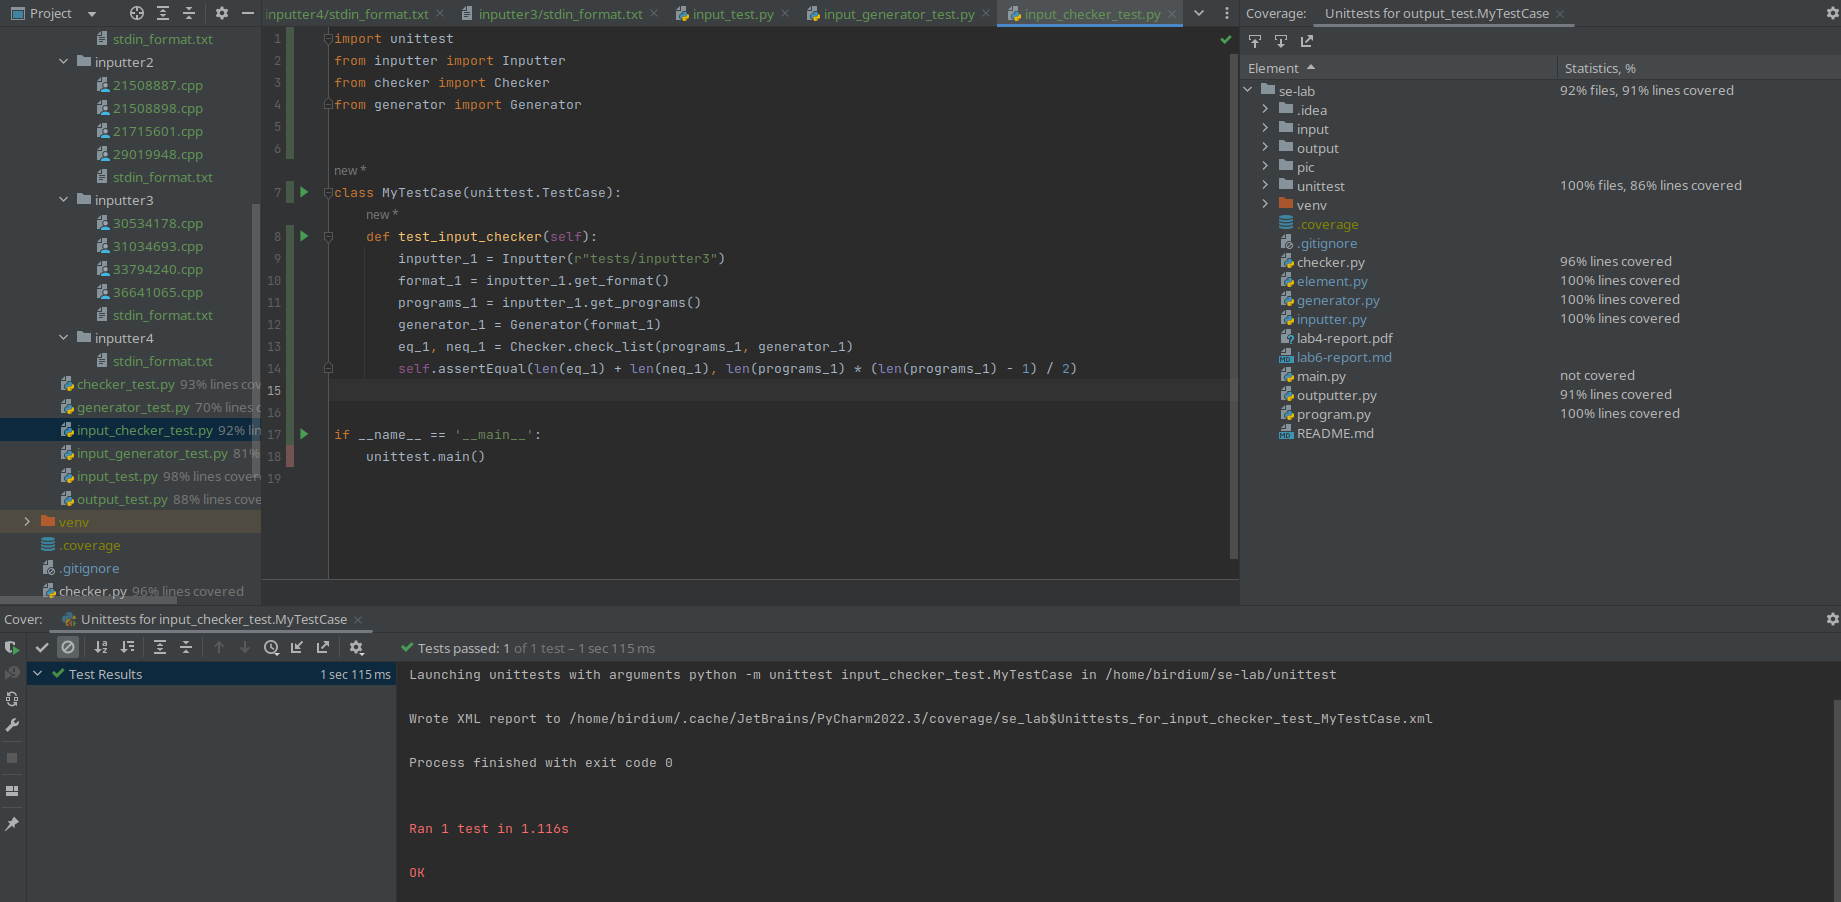 Project
inputter4/stdin_format.txt
inputter3/stdin_format.txt
input_test.py
input_generator_test.py
input_checker_test.py
Coverage:
Unittests for output_test.MyTestCase
stdin_format.txt
inputter2
21508887.cpp
21508898.cpp
21715601.cpp
29019948.cpp
stdin_format.txt
inputter3
30534178.cpp
31034693.cpp
33794240.cpp
36641065.cpp
stdin_format.txt
inputter4
stdin_format.txt
checker_test.py 93% lines cov
generator_test.py 70% lines c
input_checker_test.py 92% lin
input_generator_test.py 81%
input_test.py 98% lines cover
output_test.py 88% lines cove
venv
.coverage
.gitignore
checker.py 96% lines covered
1 import unittest
2 from inputter import Inputter
3 from checker import Checker
4 from generator import Generator
5
6
new *
7 class MyTestCase(unittest.TestCase):
new *
8 def test_input_checker(self):
9 inputter_1 = Inputter(r"tests/inputter3")
10 format_1 = inputter_1.get_format()
11 programs_1 = inputter_1.get_programs()
12 generator_1 = Generator(format_1)
13 eq_1, neq_1 = Checker.check_list(programs_1, generator_1)
14 self.assertEqual(len(eq_1) + len(neq_1), len(programs_1) * (len(programs_1) - 1) / 2)
15
16
17 if __name__ == '__main__':
18 unittest.main()
19
Element
Statistics, %
se-lab 92% files, 91% lines covered
.idea
input
output
pic
unittest 100% files, 86% lines covered
venv
.coverage
.gitignore
checker.py 96% lines covered
element.py 100% lines covered
generator.py 100% lines covered
inputter.py 100% lines covered
lab4-report.pdf
lab6-report.md
main.py not covered
outputter.py 91% lines covered
program.py 100% lines covered
README.md
Cover:
Unittests for input_checker_test.MyTestCase
Tests passed: 1 of 1 test – 1 sec 115 ms
Test Results 1 sec 115 ms
Launching unittests with arguments python -m unittest input_checker_test.MyTestCase in /home/birdium/se-lab/unittest
Wrote XML report to /home/birdium/.cache/JetBrains/PyCharm2022.3/coverage/se_lab$Unittests_for_input_checker_test_MyTestCase.xml
Process finished with exit code 0
Ran 1 test in 1.116s
OK